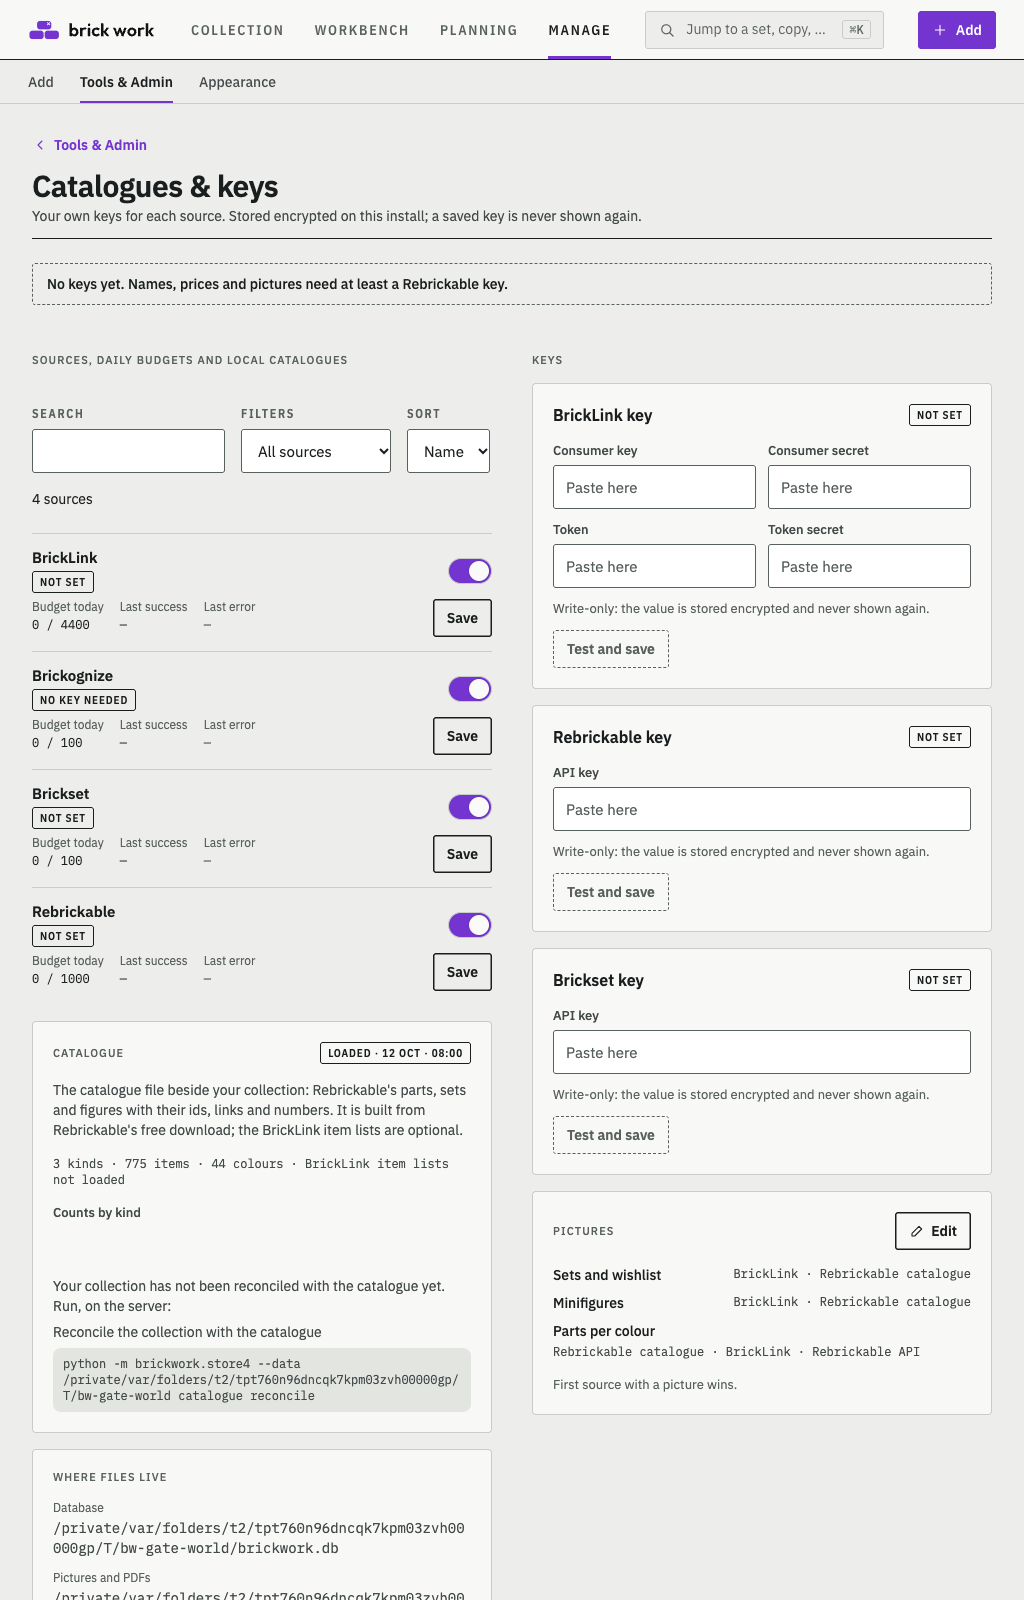 brick work
COLLECTION
WORKBENCH
PLANNING
MANAGE
Jump to a set, copy, ...
⌘K
Add
Add
Tools & Admin
Appearance
Tools & Admin
Catalogues & keys
Your own keys for each source. Stored encrypted on this install; a saved key is never shown again.
No keys yet. Names, prices and pictures need at least a Rebrickable key.
SOURCES, DAILY BUDGETS AND LOCAL CATALOGUES
SEARCH
FILTERS
SORT
All sources
Name
4 sources
BrickLink
NOT SET
Budget today
Last success
Last error
0 / 4400
—
—
Save
Brickognize
NO KEY NEEDED
Budget today
Last success
Last error
0 / 100
—
—
Save
Brickset
NOT SET
Budget today
Last success
Last error
0 / 100
—
—
Save
Rebrickable
NOT SET
Budget today
Last success
Last error
0 / 1000
—
—
Save
CATALOGUE
LOADED · 12 OCT · 08:00
The catalogue file beside your collection: Rebrickable's parts, sets
and figures with their ids, links and numbers. It is built from
Rebrickable's free download; the BrickLink item lists are optional.
3 kinds · 775 items · 44 colours · BrickLink item lists
not loaded
Counts by kind
Your collection has not been reconciled with the catalogue yet.
Run, on the server:
Reconcile the collection with the catalogue
python -m brickwork.store4 --data
/private/var/folders/t2/tpt760n96dncqk7kpm03zvh00000gp/
T/bw-gate-world catalogue reconcile
WHERE FILES LIVE
Database
/private/var/folders/t2/tpt760n96dncqk7kpm03zvh00
000gp/T/bw-gate-world/brickwork.db
Pictures and PDFs
/private/var/folders/t2/tpt760n96dncqk7kpm03zvh00
KEYS
BrickLink key
NOT SET
Consumer key
Consumer secret
Paste here
Paste here
Token
Token secret
Paste here
Paste here
Write-only: the value is stored encrypted and never shown again.
Test and save
Rebrickable key
NOT SET
API key
Paste here
Write-only: the value is stored encrypted and never shown again.
Test and save
Brickset key
NOT SET
API key
Paste here
Write-only: the value is stored encrypted and never shown again.
Test and save
PICTURES
Edit
Sets and wishlist
BrickLink · Rebrickable catalogue
Minifigures
BrickLink · Rebrickable catalogue
Parts per colour
Rebrickable catalogue · BrickLink · Rebrickable API
First source with a picture wins.